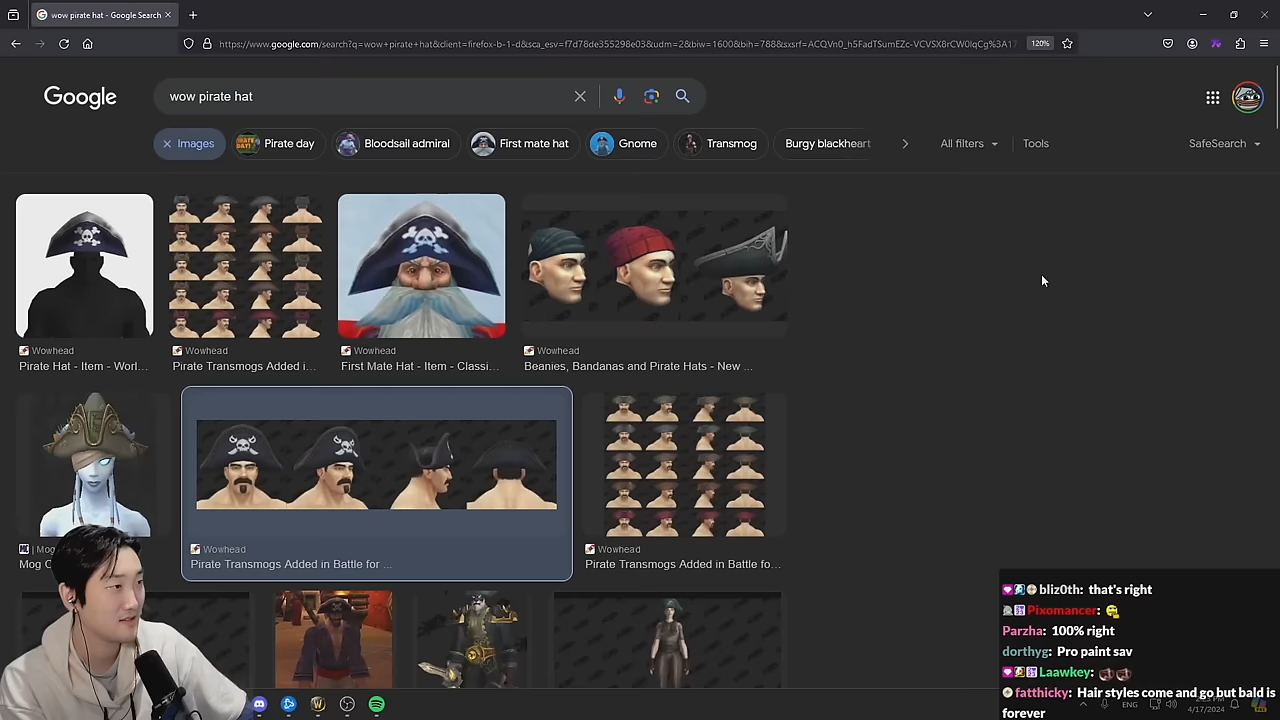 wow pirate hat - Google Search
https://www.google.com/search?q=wow+pirate+hat&client=firefox-b-1-d&sca_esv=f7d78de355298e03&udm=2&biw=1600&bih=788&sxsrf=ACQVn0_h5FadTSumEZc-VCVSX8rCW0lqCg%3A17
120%
Google
wow pirate hat
Images
Pirate day
Bloodsail admiral
First mate hat
Gnome
Transmog
Burgy blackheart
All filters
Tools
SafeSearch
Wowhead
Pirate Hat - Item - Worl...
Wowhead
Pirate Transmogs Added i...
Wowhead
First Mate Hat - Item - Classi...
Wowhead
Beanies, Bandanas and Pirate Hats - New ...
Mog
Mog
Wowhead
Pirate Transmogs Added in Battle for ...
Wowhead
Pirate Transmogs Added in Battle fo...
bliz0th: that's right
Pixomancer:
Parzha: 100% right
dorthyg: Pro paint sav
Laawkey:
fatthicky: Hair styles come and go but bald is
forever
ENG
4/17/2024